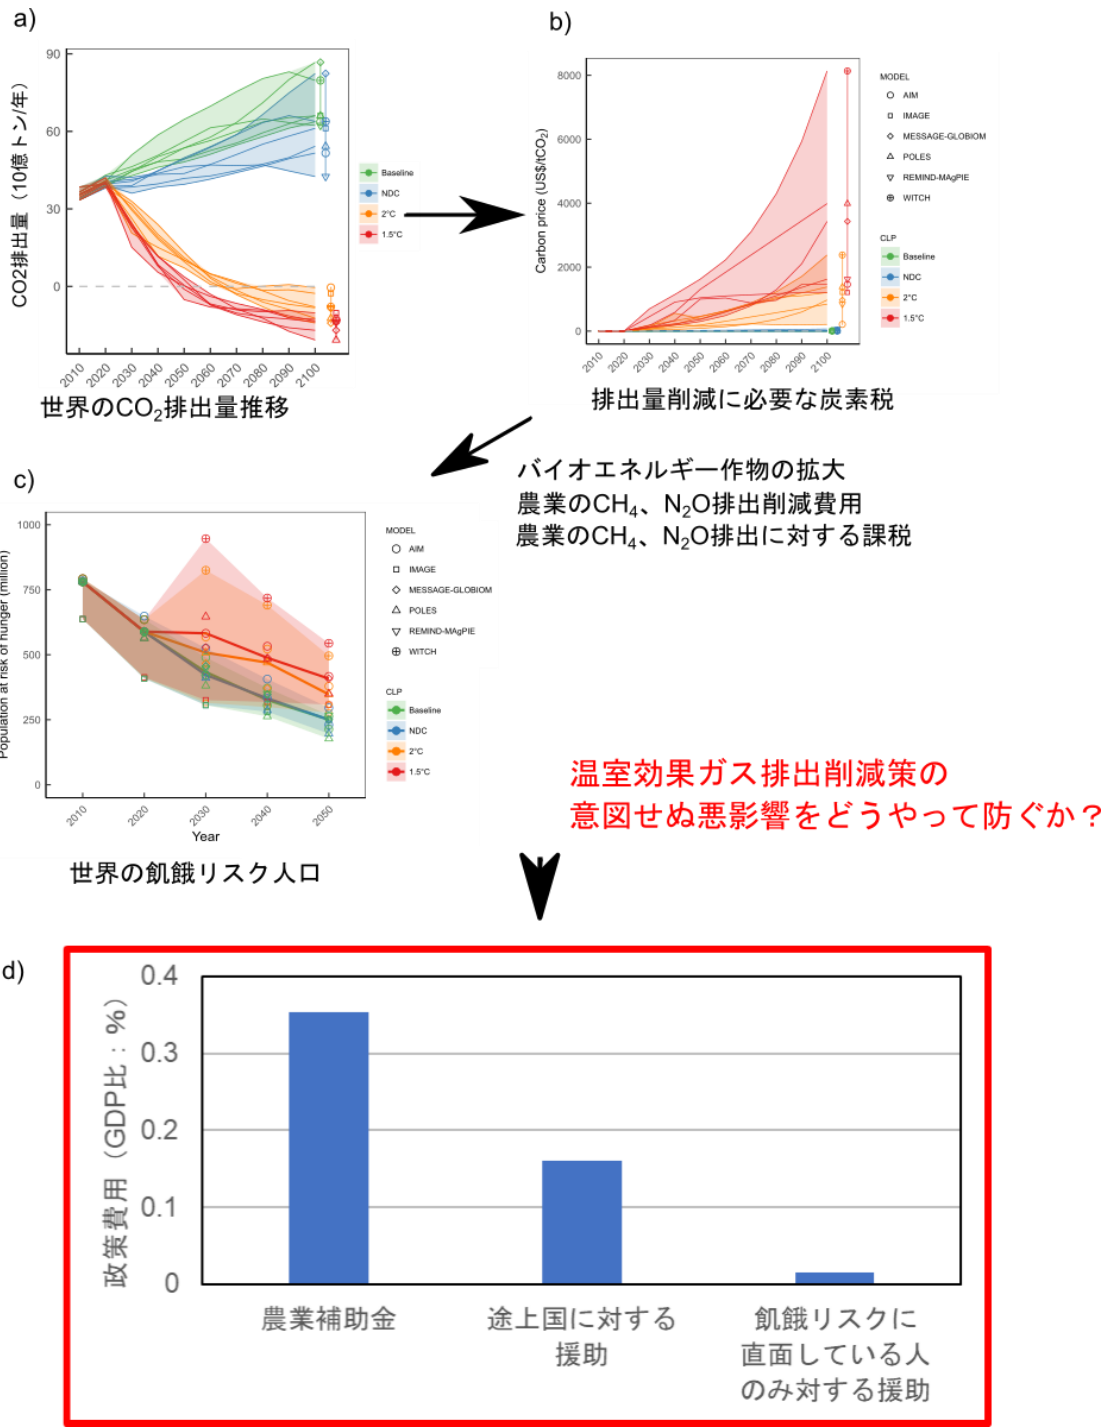 a)
90
60
30
0
CO2排出量（10億トン/年）
2010
2020
2030
2040
2050
2060
2070
2080
2090
2100
Baseline
NDC
2°C
1.5°C
世界のCO₂排出量推移
b)
8000
6000
4000
2000
0
Carbon price (US$/tCO₂)
2010
2020
2030
2040
2050
2060
2070
2080
2090
2100
MODEL
AIM
IMAGE
MESSAGE-GLOBIOM
POLES
REMIND-MAgPIE
WITCH
CLP
Baseline
NDC
2°C
1.5°C
排出量削減に必要な炭素税
バイオエネルギー作物の拡大
農業のCH₄、N₂O排出削減費用
農業のCH₄、N₂O排出に対する課税
c)
1000
750
500
250
0
Population at risk of hunger (million)
2010
2020
2030
2040
2050
Year
MODEL
AIM
IMAGE
MESSAGE-GLOBIOM
POLES
REMIND-MAgPIE
WITCH
CLP
Baseline
NDC
2°C
1.5°C
世界の飢餓リスク人口
温室効果ガス排出削減策の
意図せぬ悪影響をどうやって防ぐか？
d)
0.4
0.3
0.2
0.1
0
政策費用（GDP比：%）
農業補助金
途上国に対する
援助
飢餓リスクに
直面している人
のみ対する援助